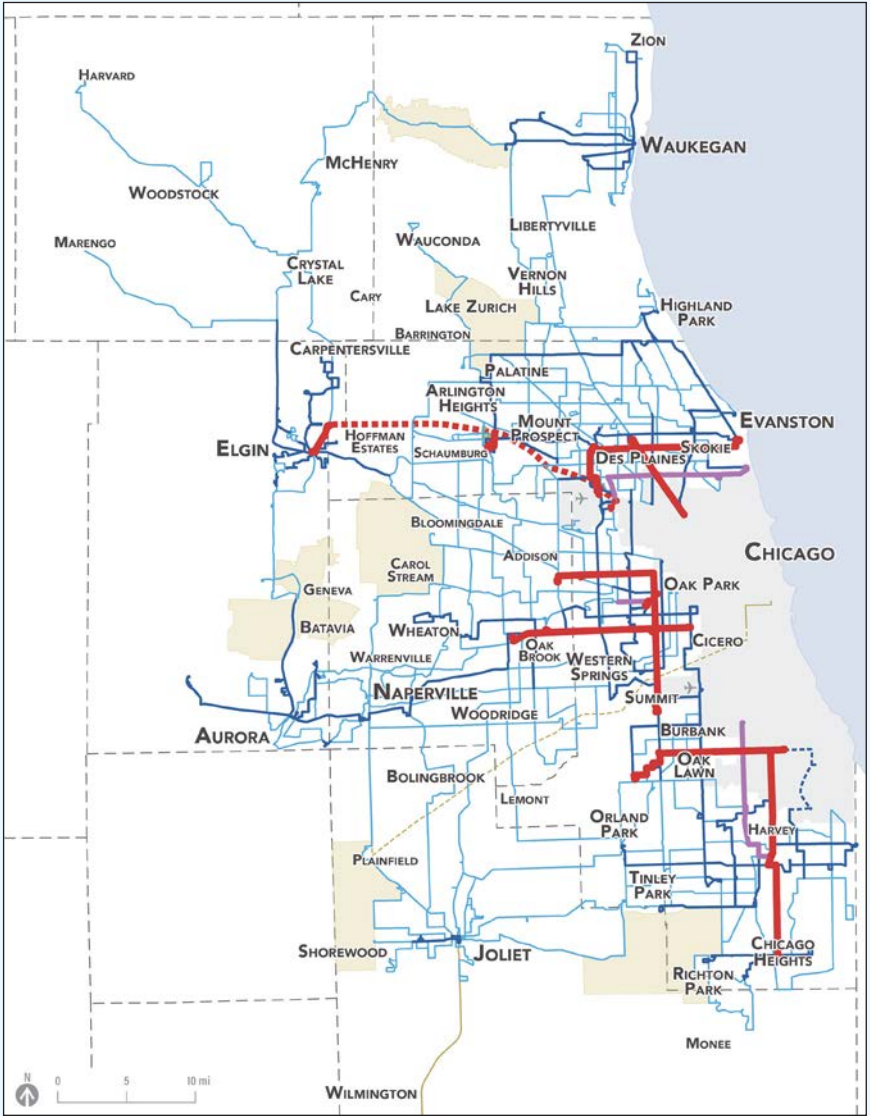 ZION
HARVARD
WAUKEGAN
MCHENRY
WOODSTOCK
LIBERTYVILLE
MARENGO
WAUCONDA
CRYSTAL
LAKE
VERNON
HILLS
CARY
LAKE ZURICH
HIGHLAND
PARK
BARRINGTON
CARPENTERSVILLE
PALATINE
ARLINGTON
HEIGHTS
EVANSTON
MOUNT
PROSPECT
ELGIN
HOFFMAN
ESTATES
SCHAUMBURG
SKOKIE
DES PLAINES
BLOOMINGDALE
CHICAGO
ADDISON
CAROL
STREAM
OAK PARK
GENEVA
BATAVIA
WHEATON
CICERO
OAK
BROOK
WARRENVILLE
WESTERN
SPRINGS
NAPERVILLE
SUMMIT
WOODRIDGE
AURORA
BURBANK
OAK
LAWN
BOLINGBROOK
LEMONT
ORLAND
PARK
HARVEY
PLAINFIELD
TINLEY
PARK
SHOREWOOD
JOLIET
CHICAGO
HEIGHTS
RICHTON
PARK
MONEE
N
0 5 10 mi
WILMINGTON